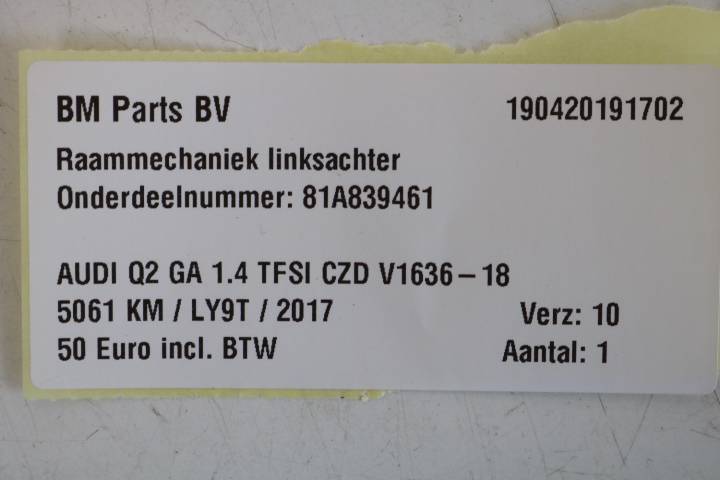 BM Parts BV 190420191702
Raammechaniek linksachter
Onderdeelnummer: 81A839461
AUDI Q2 GA 1.4 TFSI CZD V1636-18
5061 KM / LY9T / 2017 Verz: 10
50 Euro incl. BTW Aantal: 1